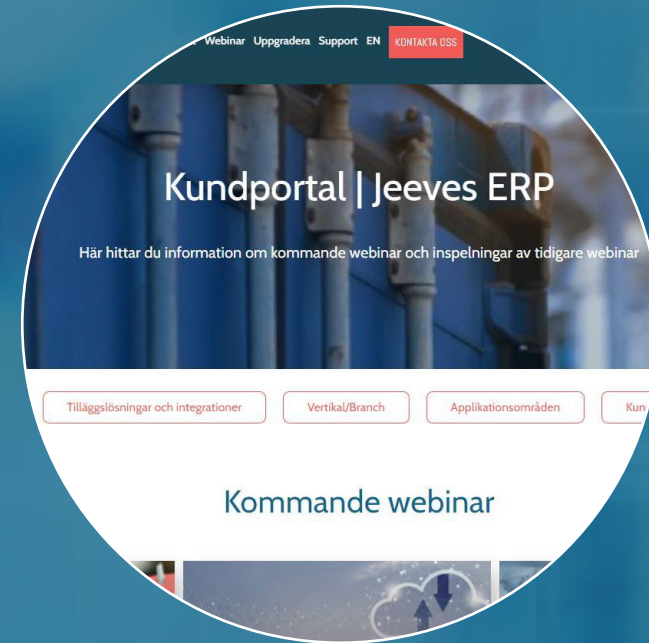 Webinar Uppgradera Support EN KONTAKTA OSS
Kundportal | Jeeves ERP
Här hittar du information om kommande webinar och inspelningar av tidigare webinar
Tilläggslösningar och integrationer Vertikal/Branch Applikationsområden Kun
Kommande webinar